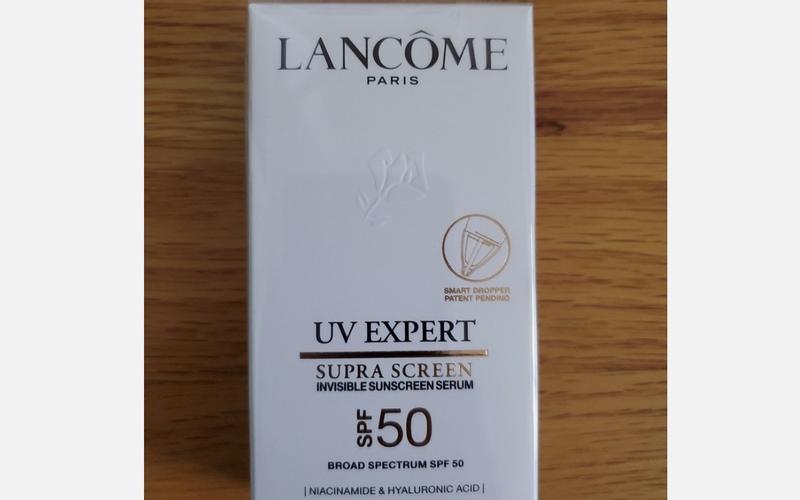 LANCÔME
PARIS
SMART DROPPER
PATENT PENDING
UV EXPERT
SUPRA SCREEN
INVISIBLE SUNSCREEN SERUM
SPF 50
BROAD SPECTRUM SPF 50
| NIACINAMIDE & HYALURONIC ACID |